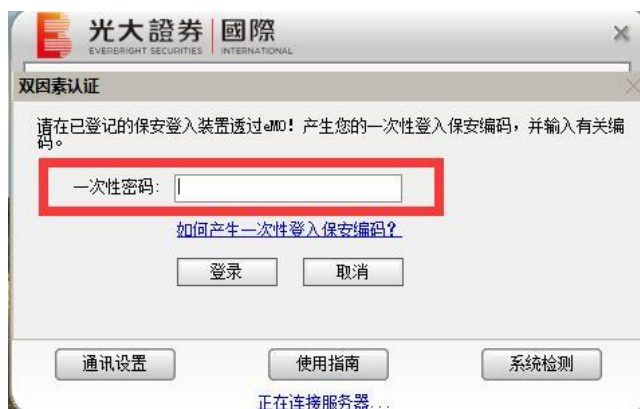 光大證券 國際
EVERBRIGHT SECURITIES INTERNATIONAL
双因素认证
请在已登记的保安登入装置透过eMO! 产生您的一次性登入保安编码，并输入有关编
码。
一次性密码:
如何产生一次性登入保安编码?
登录 取消
通讯设置 使用指南 系统检测
正在连接服务器...